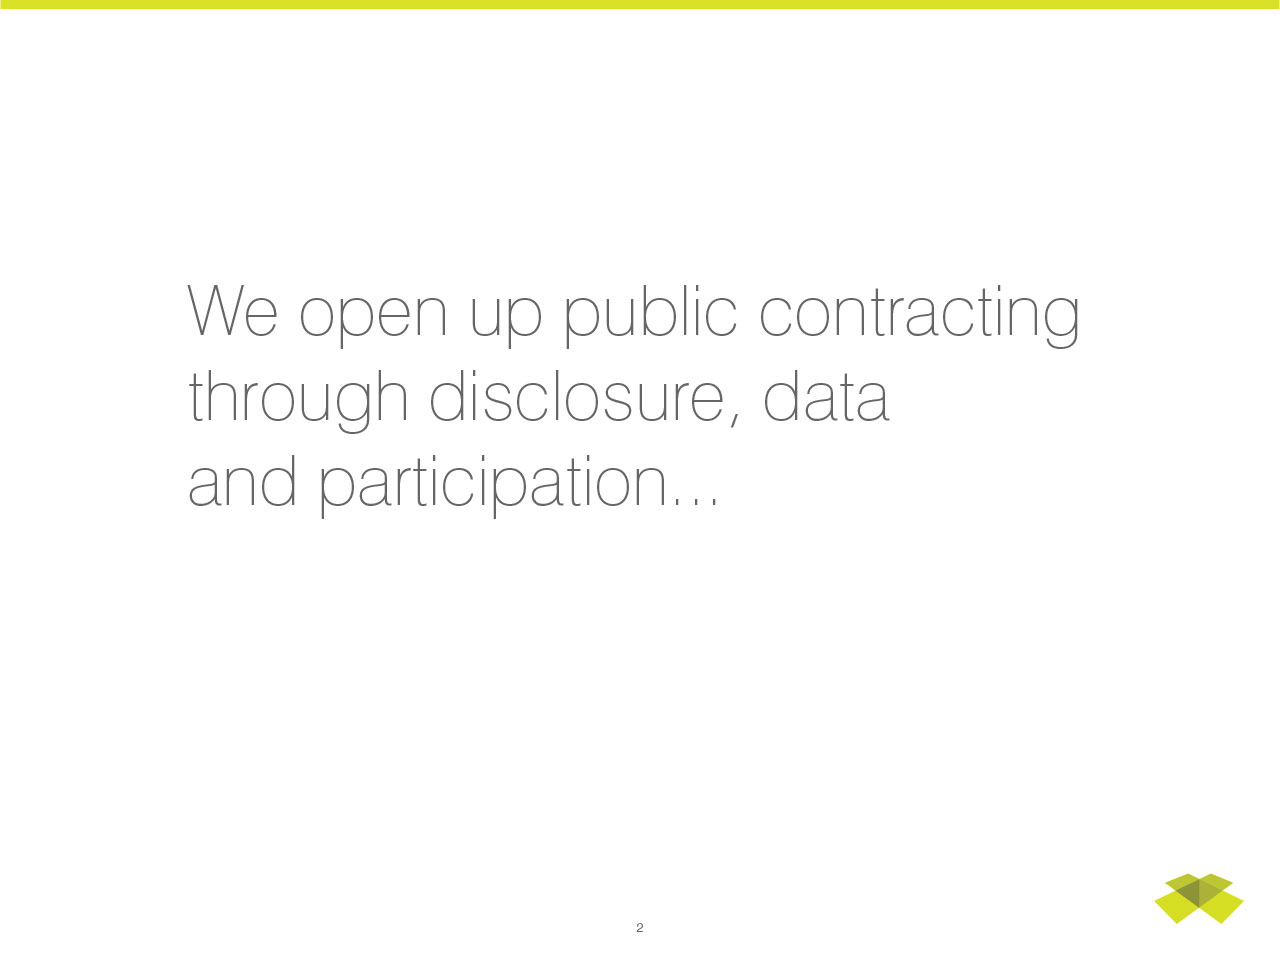 We open up public contracting
through disclosure, data
and participation...
2